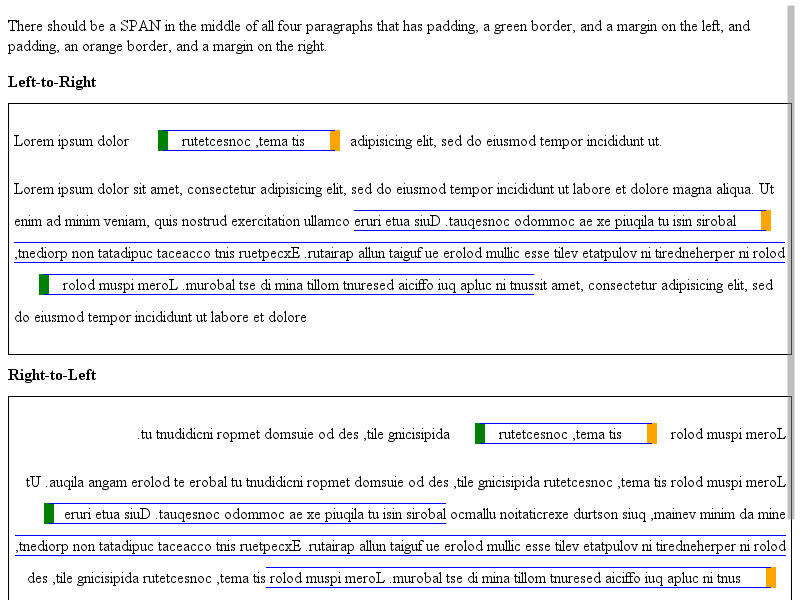 There should be a SPAN in the middle of all four paragraphs that has padding, a green border, and a margin on the left, and
padding, an orange border, and a margin on the right.
Left-to-Right
Lorem ipsum dolor rutetcesnoc ,tema tis adipisicing elit, sed do eiusmod tempor incididunt ut.
Lorem ipsum dolor sit amet, consectetur adipisicing elit, sed do eiusmod tempor incididunt ut labore et dolore magna aliqua. Ut
enim ad minim veniam, quis nostrud exercitation ullamco eruri etua siuD .tauqesnoc odommoc ae xe piuqila tu isin sirobal
,tnediorp non tatadipuc taceacco tnis ruetpecxE .rutairap allun taiguf ue erolod mullic esse tilev etatpulov ni tiredneherper ni rolod
rolod muspi meroL .murobal tse di mina tillom tnuresed aiciffo iuq apluc ni tnussit amet, consectetur adipisicing elit, sed
do eiusmod tempor incididunt ut labore et dolore
Right-to-Left
.tu tnudidicni ropmet domsuie od des ,tile gnicisipida rutetcesnoc ,tema tis rolod muspi meroL
tU .auqila angam erolod te erobal tu tnudidicni ropmet domsuie od des ,tile gnicisipida rutetcesnoc ,tema tis rolod muspi meroL
eruri etua siuD .tauqesnoc odommoc ae xe piuqila tu isin sirobal ocmallu noitaticrexe durtson siuq ,mainev minim da mine
,tnediorp non tatadipuc taceacco tnis ruetpecxE .rutairap allun taiguf ue erolod mullic esse tilev etatpulov ni tiredneherper ni rolod
des ,tile gnicisipida rutetcesnoc ,tema tis rolod muspi meroL .murobal tse di mina tillom tnuresed aiciffo iuq apluc ni tnus